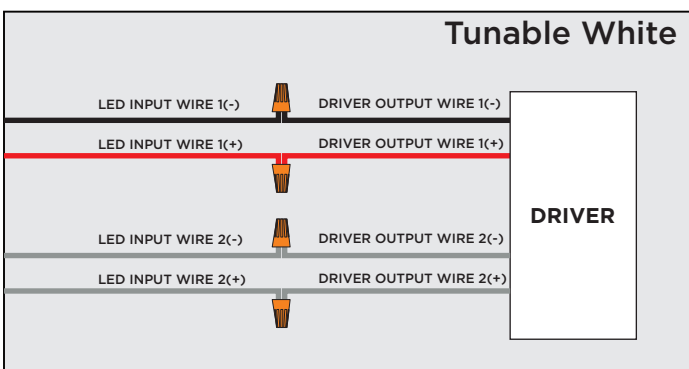 Tunable White
LED INPUT WIRE 1(-) DRIVER OUTPUT WIRE 1(-)
LED INPUT WIRE 1(+) DRIVER OUTPUT WIRE 1(+)
DRIVER
LED INPUT WIRE 2(-) DRIVER OUTPUT WIRE 2(-)
LED INPUT WIRE 2(+) DRIVER OUTPUT WIRE 2(+)